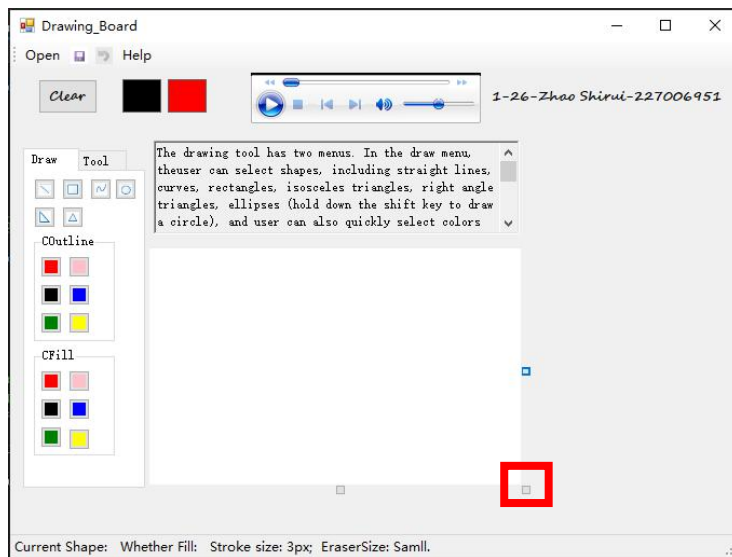 Drawing_Board
Open Help
Clear
1-26-Zhao Shirui-227006951
Draw Tool
The drawing tool has two menus. In the draw menu,
theuser can select shapes, including straight lines,
curves, rectangles, isosceles triangles, right angle
triangles, ellipses (hold down the shift key to draw
a circle), and user can also quickly select colors
COutline
CFill
Current Shape: Whether Fill: Stroke size: 3px; EraserSize: Samll.